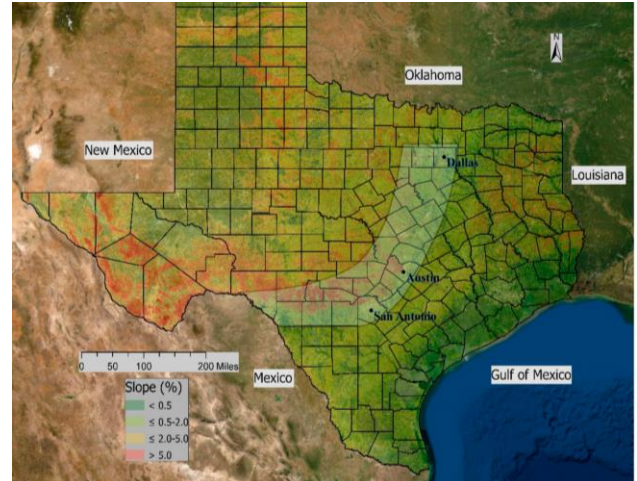 N
Oklahoma
New Mexico
Dallas
Louisiana
Austin
San Antonio
0 50 100 200 Miles
Mexico
Gulf of Mexico
Slope (%)
< 0.5
≤ 0.5-2.0
≤ 2.0-5.0
> 5.0